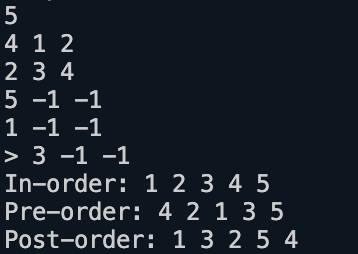 5
4 1 2
2 3 4
5 -1 -1
1 -1 -1
> 3 -1 -1
In-order: 1 2 3 4 5
Pre-order: 4 2 1 3 5
Post-order: 1 3 2 5 4